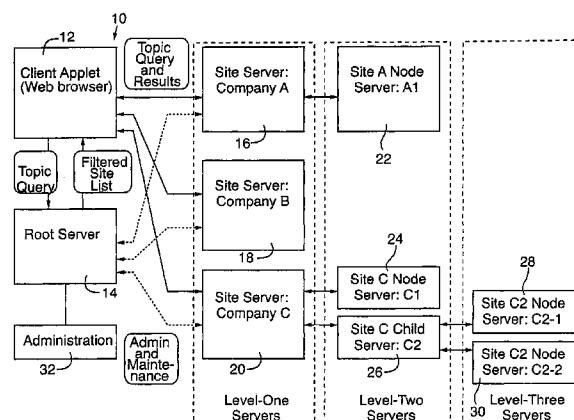 10
12
Client Applet
(Web browser)
Topic
Query
and
Results
Site Server:
Company A
16
Site A Node
Server: A1
22
Topic
Query
Filtered
Site
List
Root Server
14
Site Server:
Company B
18
24
Site C Node
Server: C1
28
Site C2 Node
Server: C2-1
Site Server:
Company C
20
Site C Child
Server: C2
26
Site C2 Node
Server: C2-2
30
Administration
32
Admin
and
Mainte-
nance
Level-One
Servers
Level-Two
Servers
Level-Three
Servers